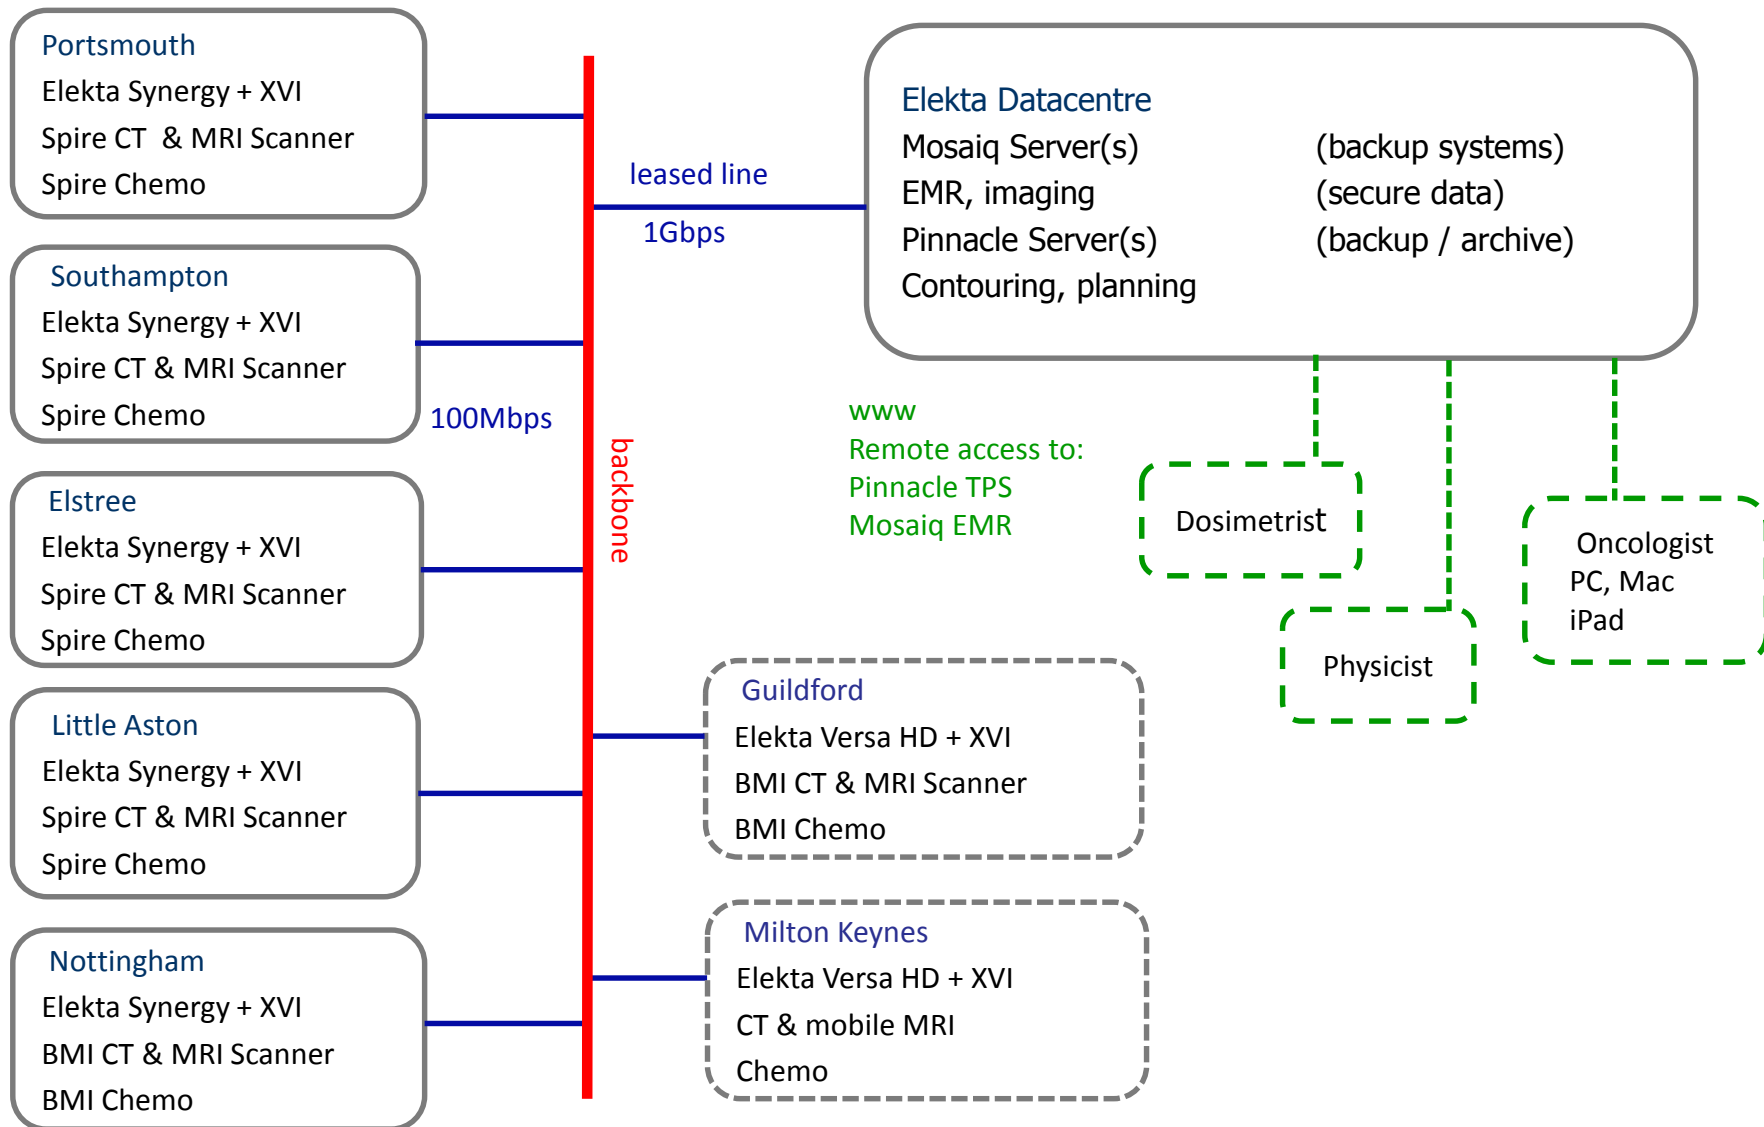 Portsmouth
Elekta Synergy + XVI
Spire CT & MRI Scanner
Spire Chemo
Southampton
Elekta Synergy + XVI
Spire CT & MRI Scanner
Spire Chemo
Elstree
Elekta Synergy + XVI
Spire CT & MRI Scanner
Spire Chemo
Little Aston
Elekta Synergy + XVI
Spire CT & MRI Scanner
Spire Chemo
Nottingham
Elekta Synergy + XVI
BMI CT & MRI Scanner
BMI Chemo
100Mbps
backbone
leased line
1Gbps
Elekta Datacentre
Mosaiq Server(s) (backup systems)
EMR, imaging (secure data)
Pinnacle Server(s) (backup / archive)
Contouring, planning
www
Remote access to:
Pinnacle TPS
Mosaiq EMR
Dosimetrist
Physicist
Oncologist
PC, Mac
iPad
Guildford
Elekta Versa HD + XVI
BMI CT & MRI Scanner
BMI Chemo
Milton Keynes
Elekta Versa HD + XVI
CT & mobile MRI
Chemo